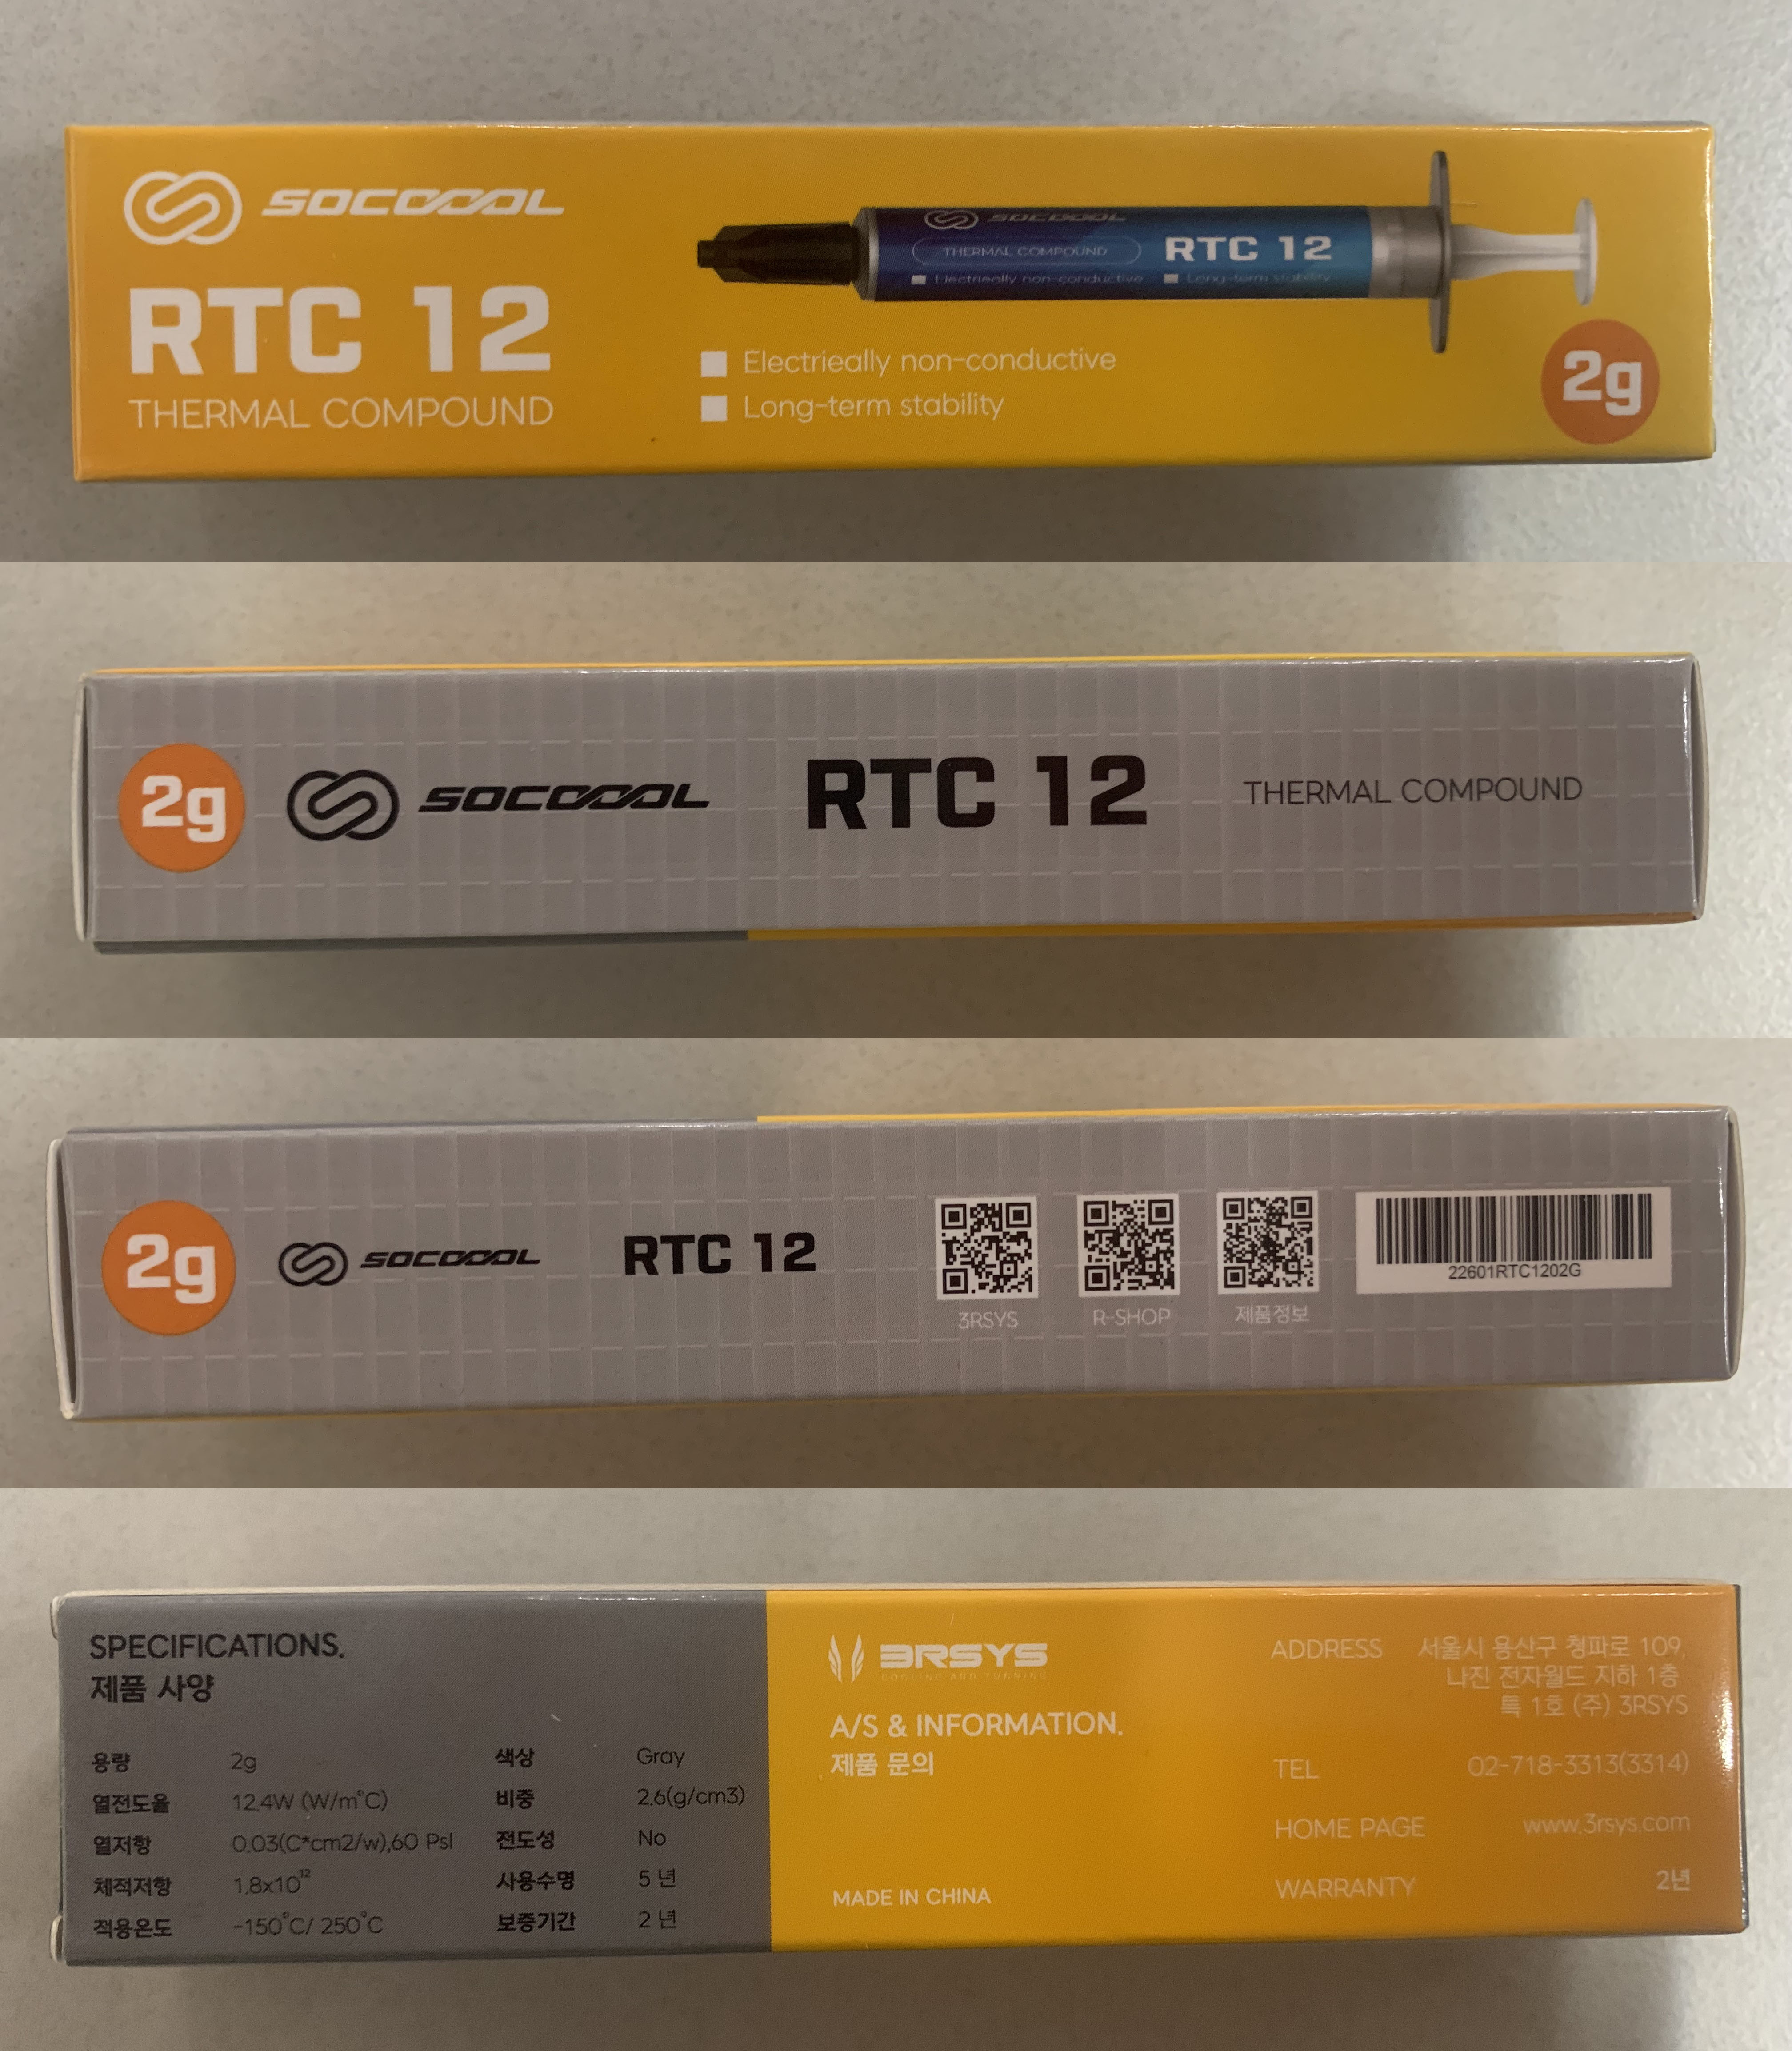 SOCOOOL
RTC 12
THERMAL COMPOUND
SOCOOOL
THERMAL COMPOUND
RTC 12
Electrieally non-conductive
Long-term stability
Electrieally non-conductive
Long-term stability
2g
2g
SOCOOOL
RTC 12
THERMAL COMPOUND
2g
SOCOOOL
RTC 12
3RSYS
R-SHOP
제품정보
22601RTC1202G
SPECIFICATIONS.
제품 사양
용량 2g
열전도율 12.4W (W/m°C)
열저항 0.03(C*cm2/w),60 PsI
체적저항 1.8x10¹²
적용온도 -150°C/ 250°C
색상 Gray
비중 2.6(g/cm3)
전도성 No
사용수명 5 년
보증기간 2 년
3RSYS
A/S & INFORMATION.
제품 문의
MADE IN CHINA
ADDRESS 서울시 용산구 청파로 109,
나진 전자월드 지하 1층
특 1호 (주) 3RSYS
TEL 02-718-3313(3314)
HOME PAGE www.3rsys.com
WARRANTY 2년